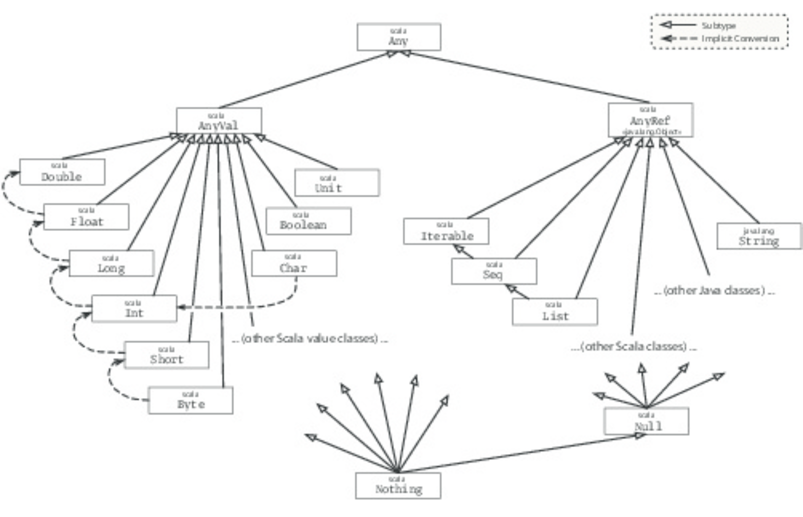 scala
Any
Subtype
Implicit Conversion
scala
AnyVal
scala
AnyRef
<java.lang.Object>
scala
Double
scala
Unit
scala
Float
scala
Boolean
scala
Iterable
java.lang
String
scala
Long
scala
Char
scala
Seq
... (other Java classes) ...
scala
Int
scala
List
... (other Scala value classes) ...
... (other Scala classes) ...
scala
Short
scala
Byte
scala
Null
scala
Nothing